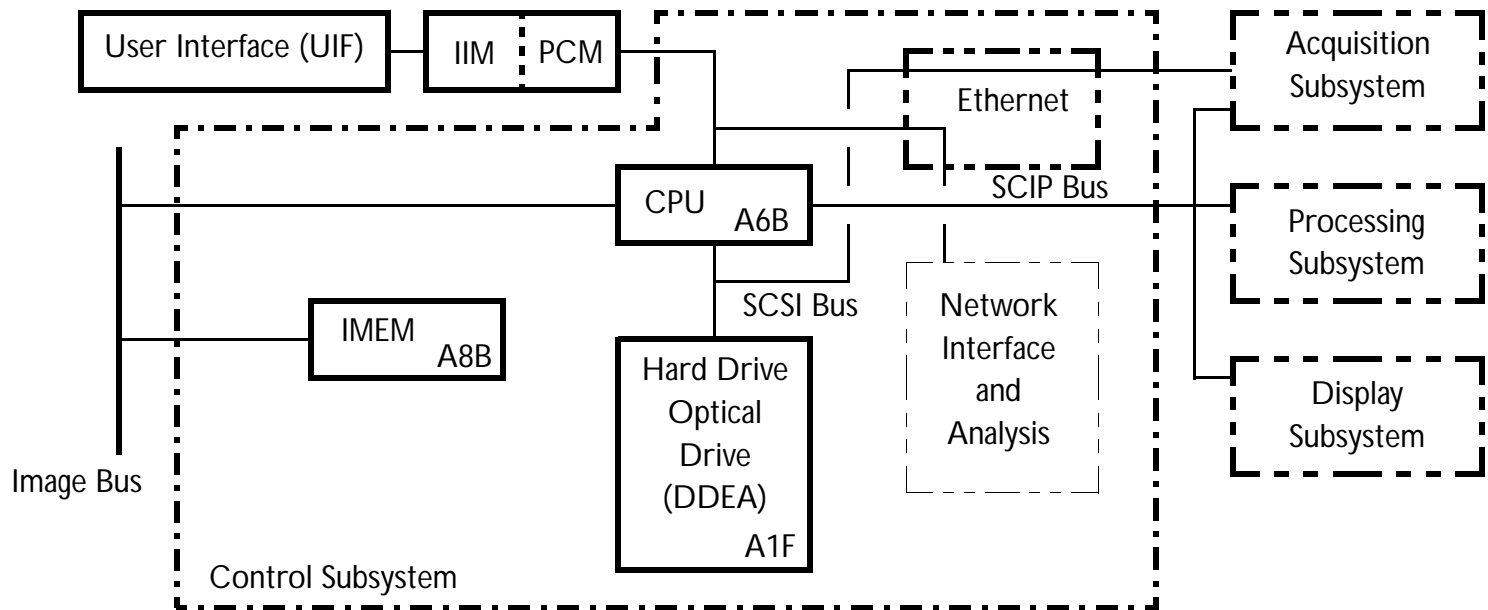 User Interface (UIF)
IIM
PCM
Ethernet
Acquisition
Subsystem
CPU
A6B
SCIP Bus
Processing
Subsystem
IMEM
A8B
SCSI Bus
Hard Drive
Optical
Drive
(DDEA)
A1F
Network
Interface
and
Analysis
Display
Subsystem
Image Bus
Control Subsystem